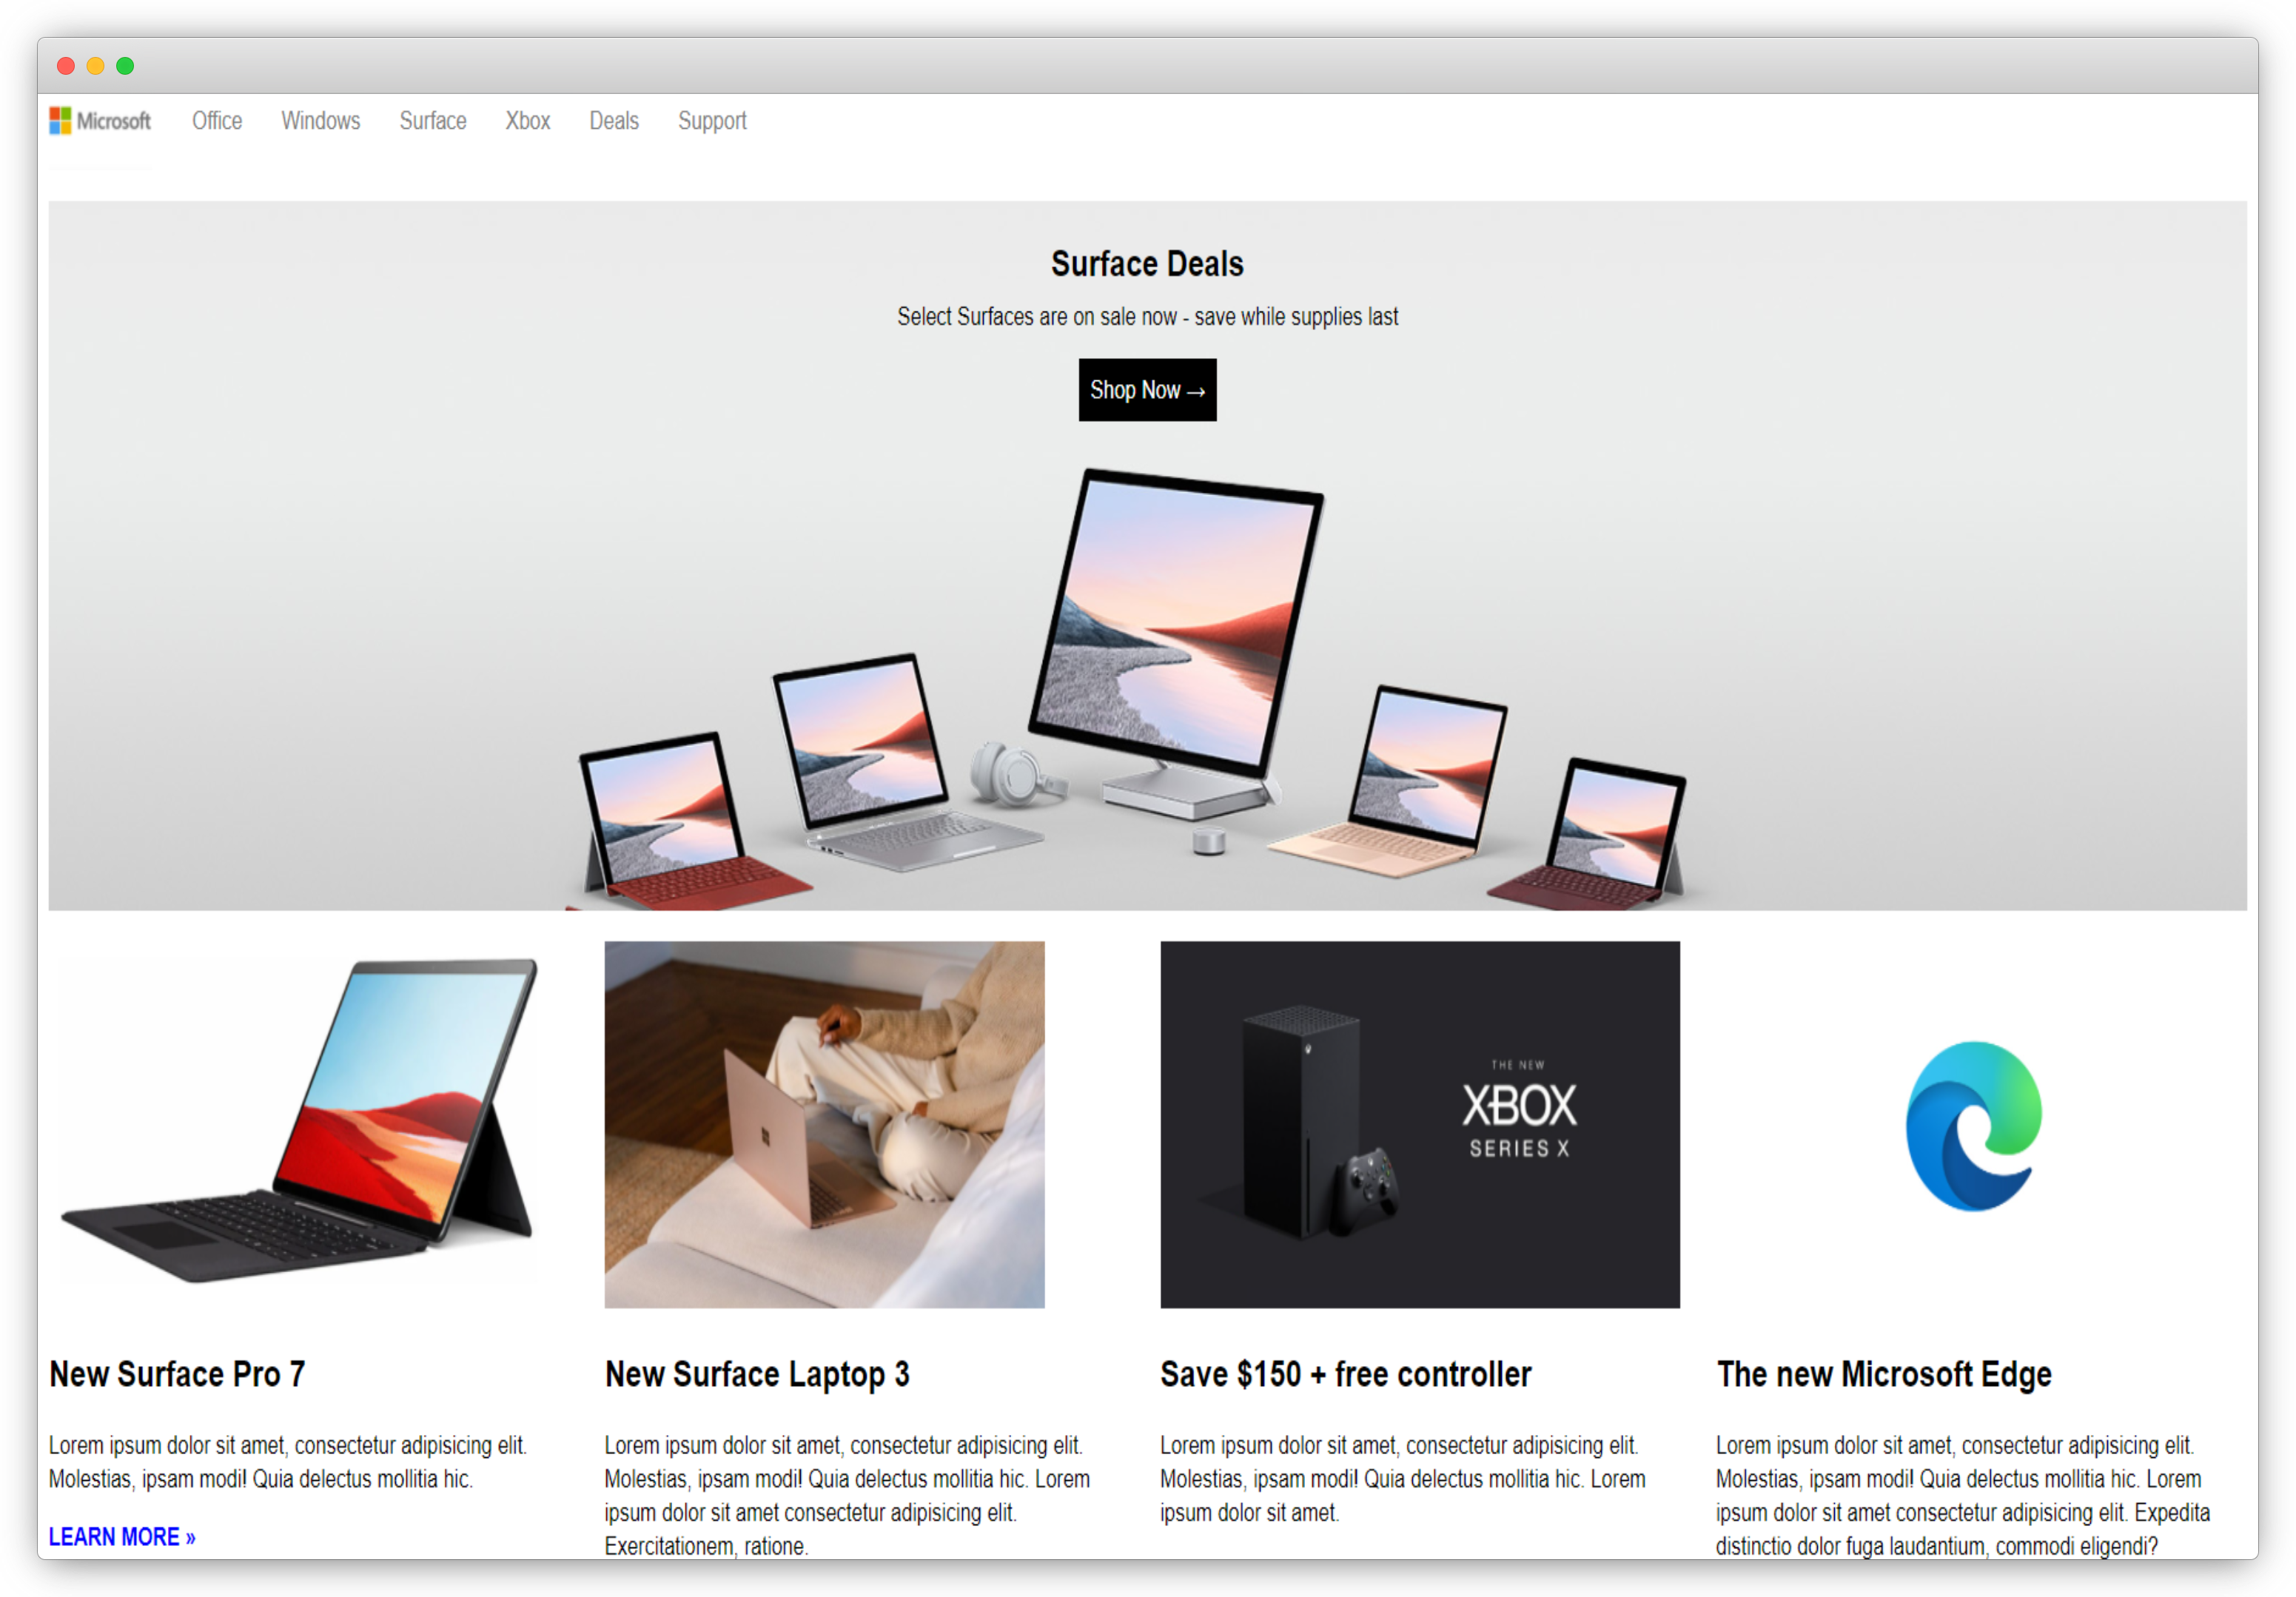 Microsoft Office Windows Surface Xbox Deals Support
Surface Deals
Select Surfaces are on sale now - save while supplies last
Shop Now →
THE NEW
XBOX
SERIES X
New Surface Pro 7
Lorem ipsum dolor sit amet, consectetur adipisicing elit.
Molestias, ipsam modi! Quia delectus mollitia hic.
LEARN MORE »
New Surface Laptop 3
Lorem ipsum dolor sit amet, consectetur adipisicing elit.
Molestias, ipsam modi! Quia delectus mollitia hic. Lorem
ipsum dolor sit amet consectetur adipisicing elit.
Exercitationem, ratione.
Save $150 + free controller
Lorem ipsum dolor sit amet, consectetur adipisicing elit.
Molestias, ipsam modi! Quia delectus mollitia hic. Lorem
ipsum dolor sit amet.
The new Microsoft Edge
Lorem ipsum dolor sit amet, consectetur adipisicing elit.
Molestias, ipsam modi! Quia delectus mollitia hic. Lorem
ipsum dolor sit amet consectetur adipisicing elit. Expedita
distinctio dolor fuga laudantium, commodi eligendi?